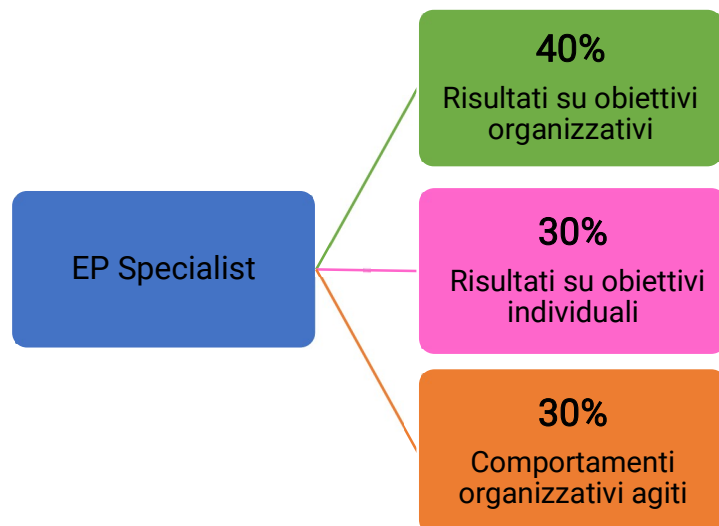 40%
Risultati su obiettivi
organizzativi
EP Specialist
30%
Risultati su obiettivi
individuali
30%
Comportamenti
organizzativi agiti